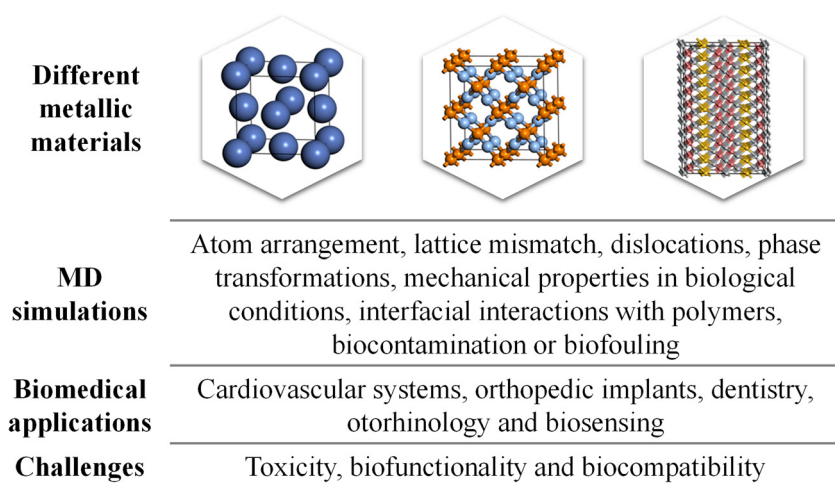 Different
metallic
materials
MD
simulations
Atom arrangement, lattice mismatch, dislocations, phase
transformations, mechanical properties in biological
conditions, interfacial interactions with polymers,
biocontamination or biofouling
Biomedical
applications
Cardiovascular systems, orthopedic implants, dentistry,
otorhinology and biosensing
Challenges
Toxicity, biofunctionality and biocompatibility